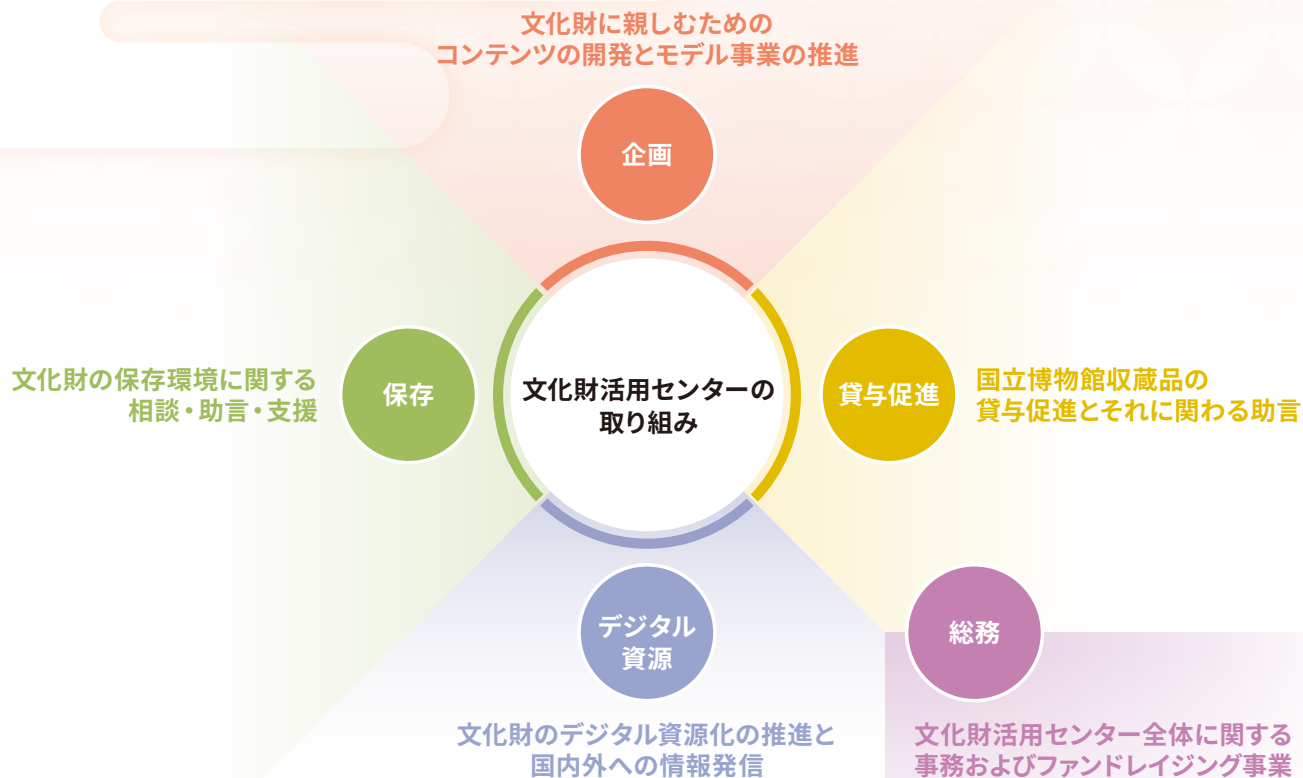 文化財に親しむための
コンテンツの開発とモデル事業の推進
企画
文化財の保存環境に関する
相談・助言・支援
保存
文化財活用センターの
取り組み
貸与促進
国立博物館収蔵品の
貸与促進とそれに関わる助言
デジタル
資源
文化財のデジタル資源化の推進と
国内外への情報発信
総務
文化財活用センター全体に関する
事務およびファンドレイジング事業